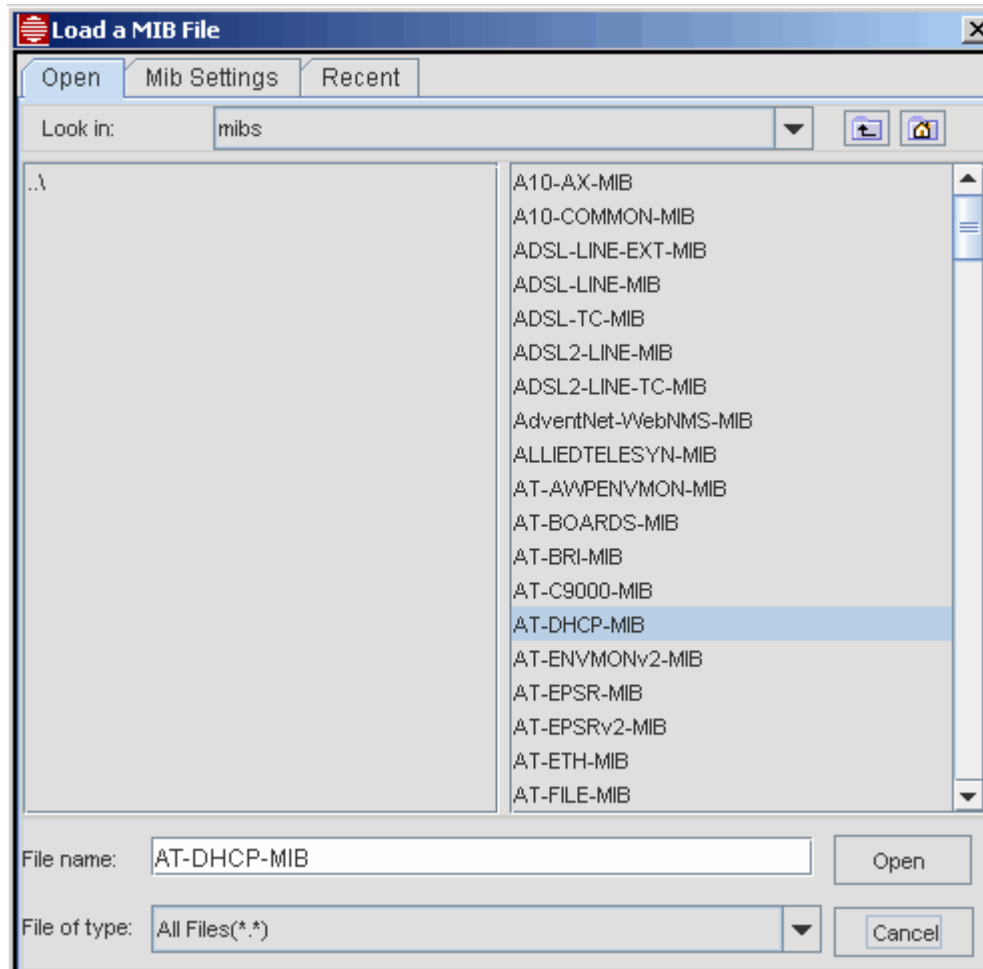 Load a MIB File
Open Mib Settings Recent
Look in: mibs
..\
A10-AX-MIB
A10-COMMON-MIB
ADSL-LINE-EXT-MIB
ADSL-LINE-MIB
ADSL-TC-MIB
ADSL2-LINE-MIB
ADSL2-LINE-TC-MIB
AdventNet-WebNMS-MIB
ALLIEDTELESYN-MIB
AT-AWPENVMON-MIB
AT-BOARDS-MIB
AT-BRI-MIB
AT-C9000-MIB
AT-DHCP-MIB
AT-ENVMONv2-MIB
AT-EPSR-MIB
AT-EPSRv2-MIB
AT-ETH-MIB
AT-FILE-MIB
File name: AT-DHCP-MIB Open
File of type: All Files(*.*) Cancel